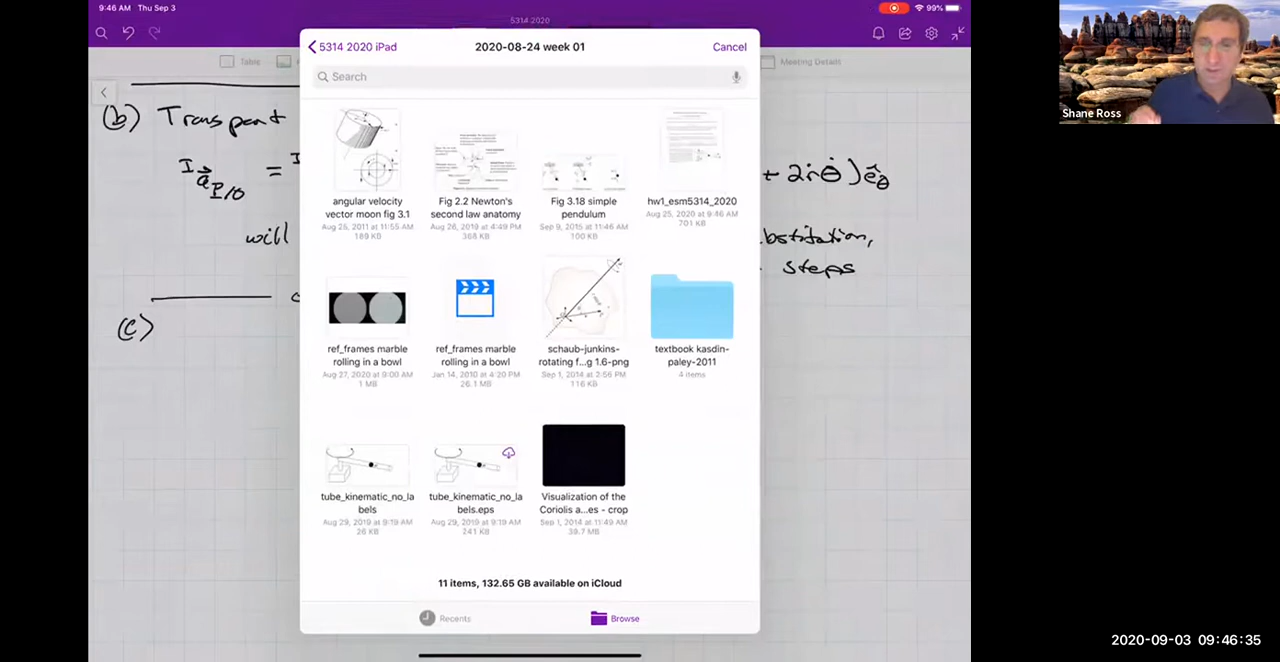 9:46 AM Thu Sep 3
99%
5314 2020
Table
Meeting Details
5314 2020 iPad
2020-08-24 week 01
Cancel
Search
(b) Transport
will
bstitution,
steps
(c)
+ 2ṙθ̇)ê_θ
I a⃗_P/O = I
angular velocity
vector moon fig 3.1
Aug 25, 2011 at 11:55 AM
189 KB
Fig 2.2 Newton's
second law anatomy
Aug 26, 2019 at 4:49 PM
368 KB
Fig 3.18 simple
pendulum
Sep 9, 2015 at 11:46 AM
100 KB
hw1_esm5314_2020
Aug 25, 2020 at 9:46 AM
701 KB
ref_frames marble
rolling in a bowl
Aug 27, 2020 at 9:00 AM
1 MB
ref_frames marble
rolling in a bowl
Jan 14, 2010 at 4:20 PM
26.1 MB
schaub-junkins-
rotating f...g 1.6-png
Sep 1, 2014 at 2:56 PM
116 KB
textbook kasdin-
paley-2011
4 items
tube_kinematic_no_la
bels
Aug 29, 2019 at 9:19 AM
26 KB
tube_kinematic_no_la
bels.eps
Aug 29, 2019 at 9:19 AM
241 KB
Visualization of the
Coriolis a...es - crop
Sep 1, 2014 at 11:49 AM
39.7 MB
11 items, 132.65 GB available on iCloud
Recents
Browse
Shane Ross
2020-09-03 09:46:35